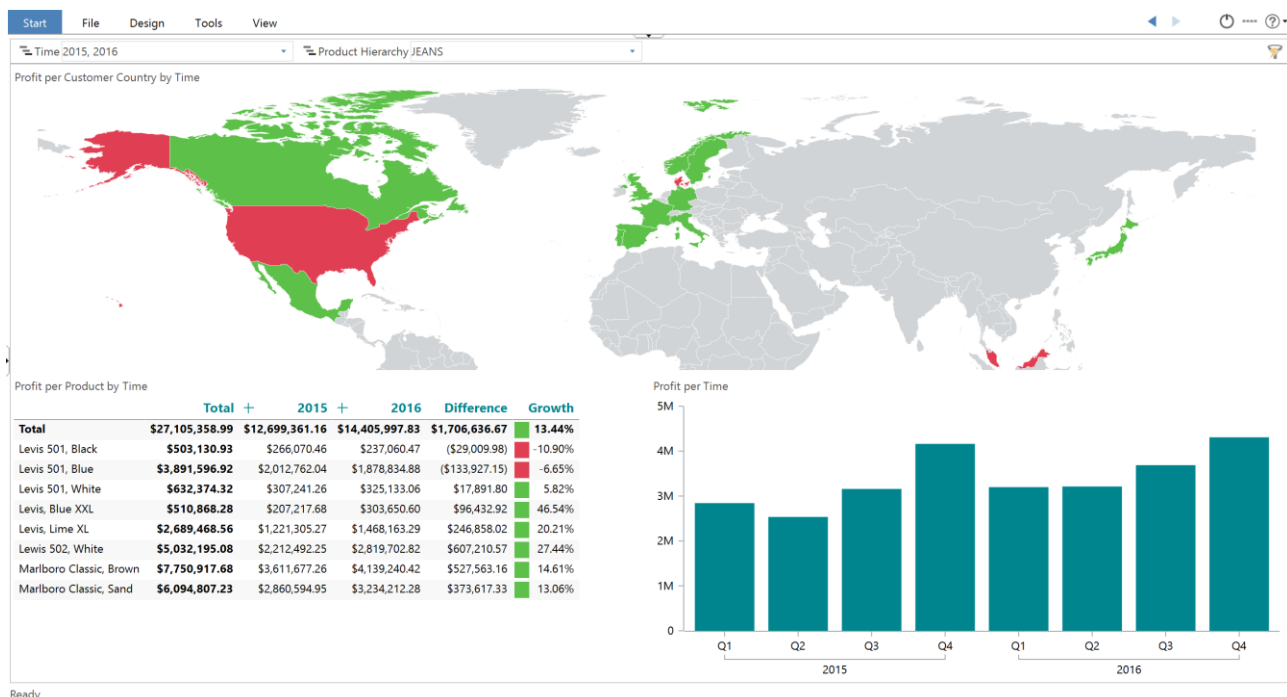 Start File Design Tools View
Time 2015, 2016 Product Hierarchy JEANS
Profit per Customer Country by Time
Profit per Product by Time
Total 2015 2016 Difference Growth
Total $27,105,358.99 $12,699,361.16 $14,405,997.83 $1,706,636.67 13.44%
Levis 501, Black $503,130.93 $266,070.46 $237,060.47 ($29,009.98) -10.90%
Levis 501, Blue $3,891,596.92 $2,012,762.04 $1,878,834.88 ($133,927.15) -6.65%
Levis 501, White $632,374.32 $307,241.26 $325,133.06 $17,891.80 5.82%
Levis, Blue XXL $510,868.28 $207,217.68 $303,650.60 $96,432.92 46.54%
Levis, Lime XL $2,689,468.56 $1,221,305.27 $1,468,163.29 $246,858.02 20.21%
Lewis 502, White $5,032,195.08 $2,212,492.25 $2,819,702.82 $607,210.57 27.44%
Marlboro Classic, Brown $7,750,917.68 $3,611,677.26 $4,139,240.42 $527,563.16 14.61%
Marlboro Classic, Sand $6,094,807.23 $2,860,594.95 $3,234,212.28 $373,617.33 13.06%
Profit per Time
5M
4M
3M
2M
1M
0
Q1 Q2 Q3 Q4 Q1 Q2 Q3 Q4
2015 2016
Ready